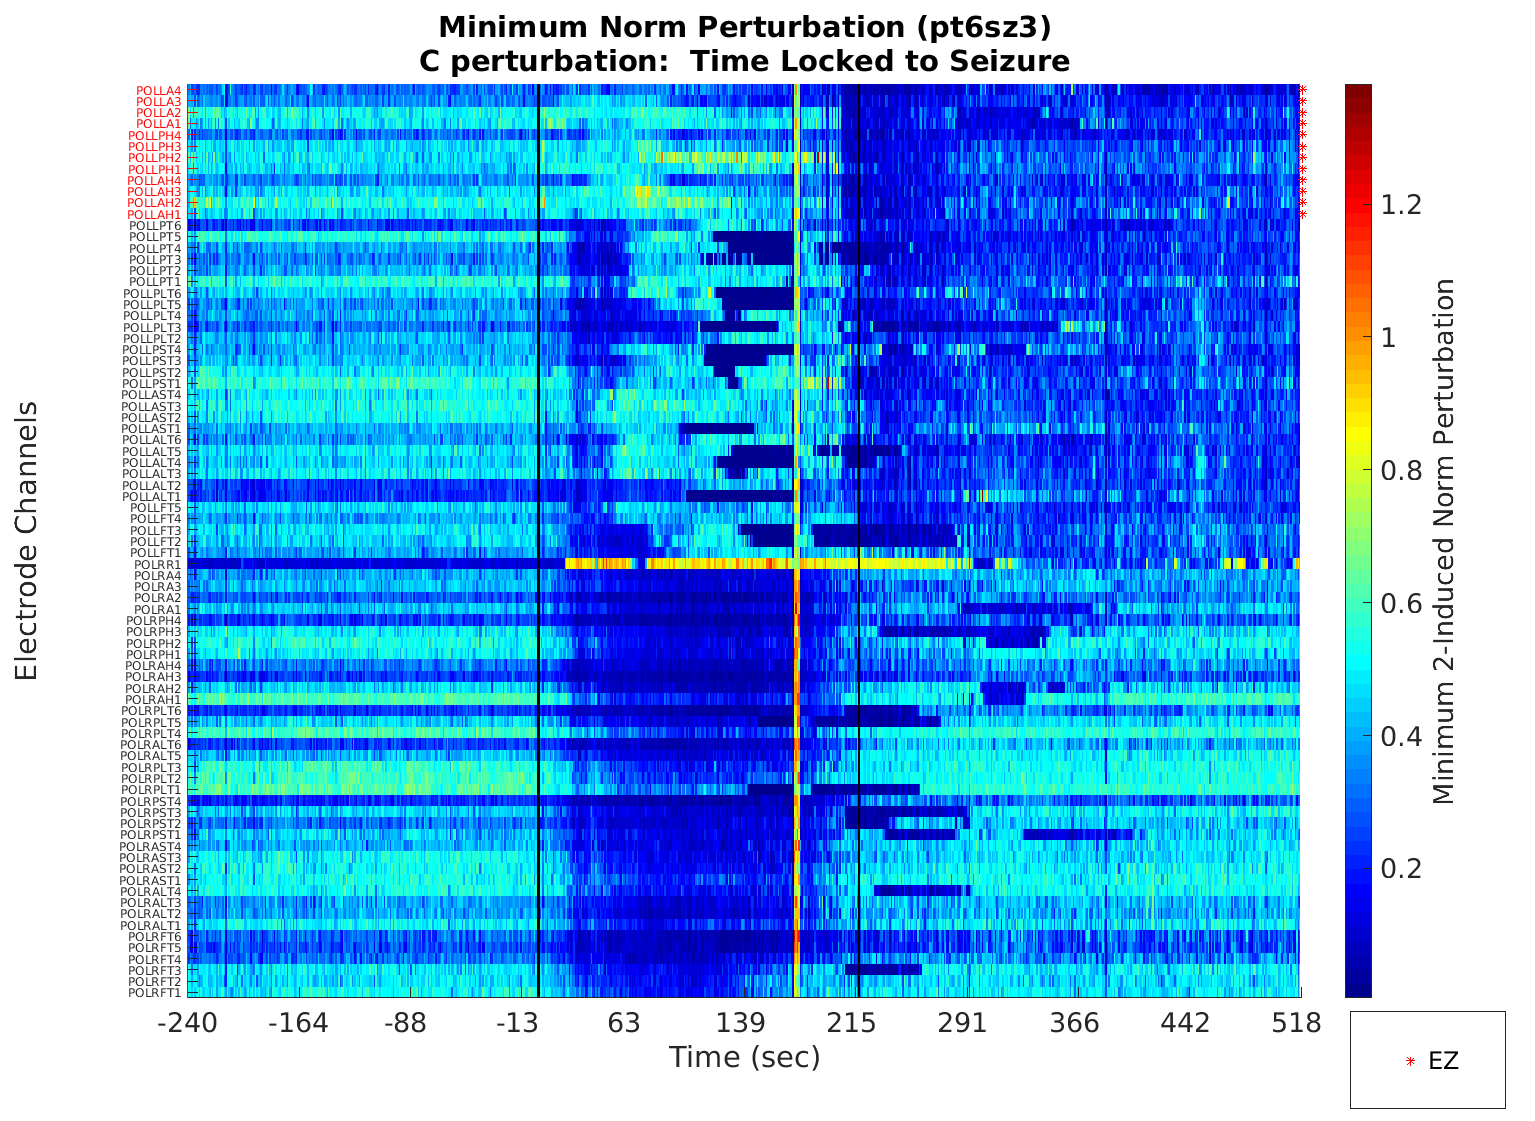 Minimum Norm Perturbation (pt6sz3)
C perturbation:  Time Locked to Seizure
Electrode Channels
POLLA4
POLLA3
POLLA2
POLLA1
POLLPH4
POLLPH3
POLLPH2
POLLPH1
POLLAH4
POLLAH3
POLLAH2
POLLAH1
POLLPT6
POLLPT5
POLLPT4
POLLPT3
POLLPT2
POLLPT1
POLLPLT6
POLLPLT5
POLLPLT4
POLLPLT3
POLLPLT2
POLLPST4
POLLPST3
POLLPST2
POLLPST1
POLLAST4
POLLAST3
POLLAST2
POLLAST1
POLLALT6
POLLALT5
POLLALT4
POLLALT3
POLLALT2
POLLALT1
POLLFT5
POLLFT4
POLLFT3
POLLFT2
POLLFT1
POLRR1
POLRA4
POLRA3
POLRA2
POLRA1
POLRPH4
POLRPH3
POLRPH2
POLRPH1
POLRAH4
POLRAH3
POLRAH2
POLRAH1
POLRPLT6
POLRPLT5
POLRPLT4
POLRALT6
POLRALT5
POLRPLT3
POLRPLT2
POLRPLT1
POLRPST4
POLRPST3
POLRPST2
POLRPST1
POLRAST4
POLRAST3
POLRAST2
POLRAST1
POLRALT4
POLRALT3
POLRALT2
POLRALT1
POLRFT6
POLRFT5
POLRFT4
POLRFT3
POLRFT2
POLRFT1
-240 -164 -88 -13 63 139 215 291 366 442 518
Time (sec)
1.2
1
0.8
0.6
0.4
0.2
Minimum 2-Induced Norm Perturbation
EZ